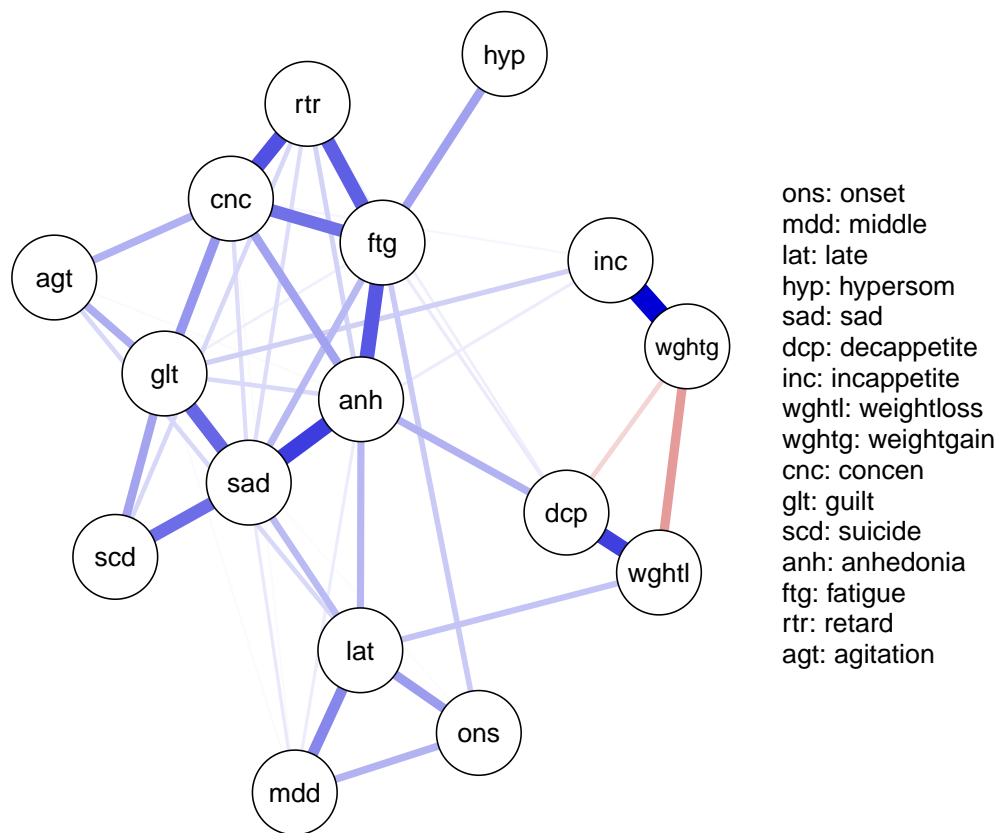 hyp
rtr
cnc
ftg
agt
inc
wghtg
glt
anh
sad
dcp
scd
wghtl
lat
ons
mdd
ons: onset
mdd: middle
lat: late
hyp: hypersom
sad: sad
dcp: decappetite
inc: incappetite
wghtl: weightloss
wghtg: weightgain
cnc: concen
glt: guilt
scd: suicide
anh: anhedonia
ftg: fatigue
rtr: retard
agt: agitation